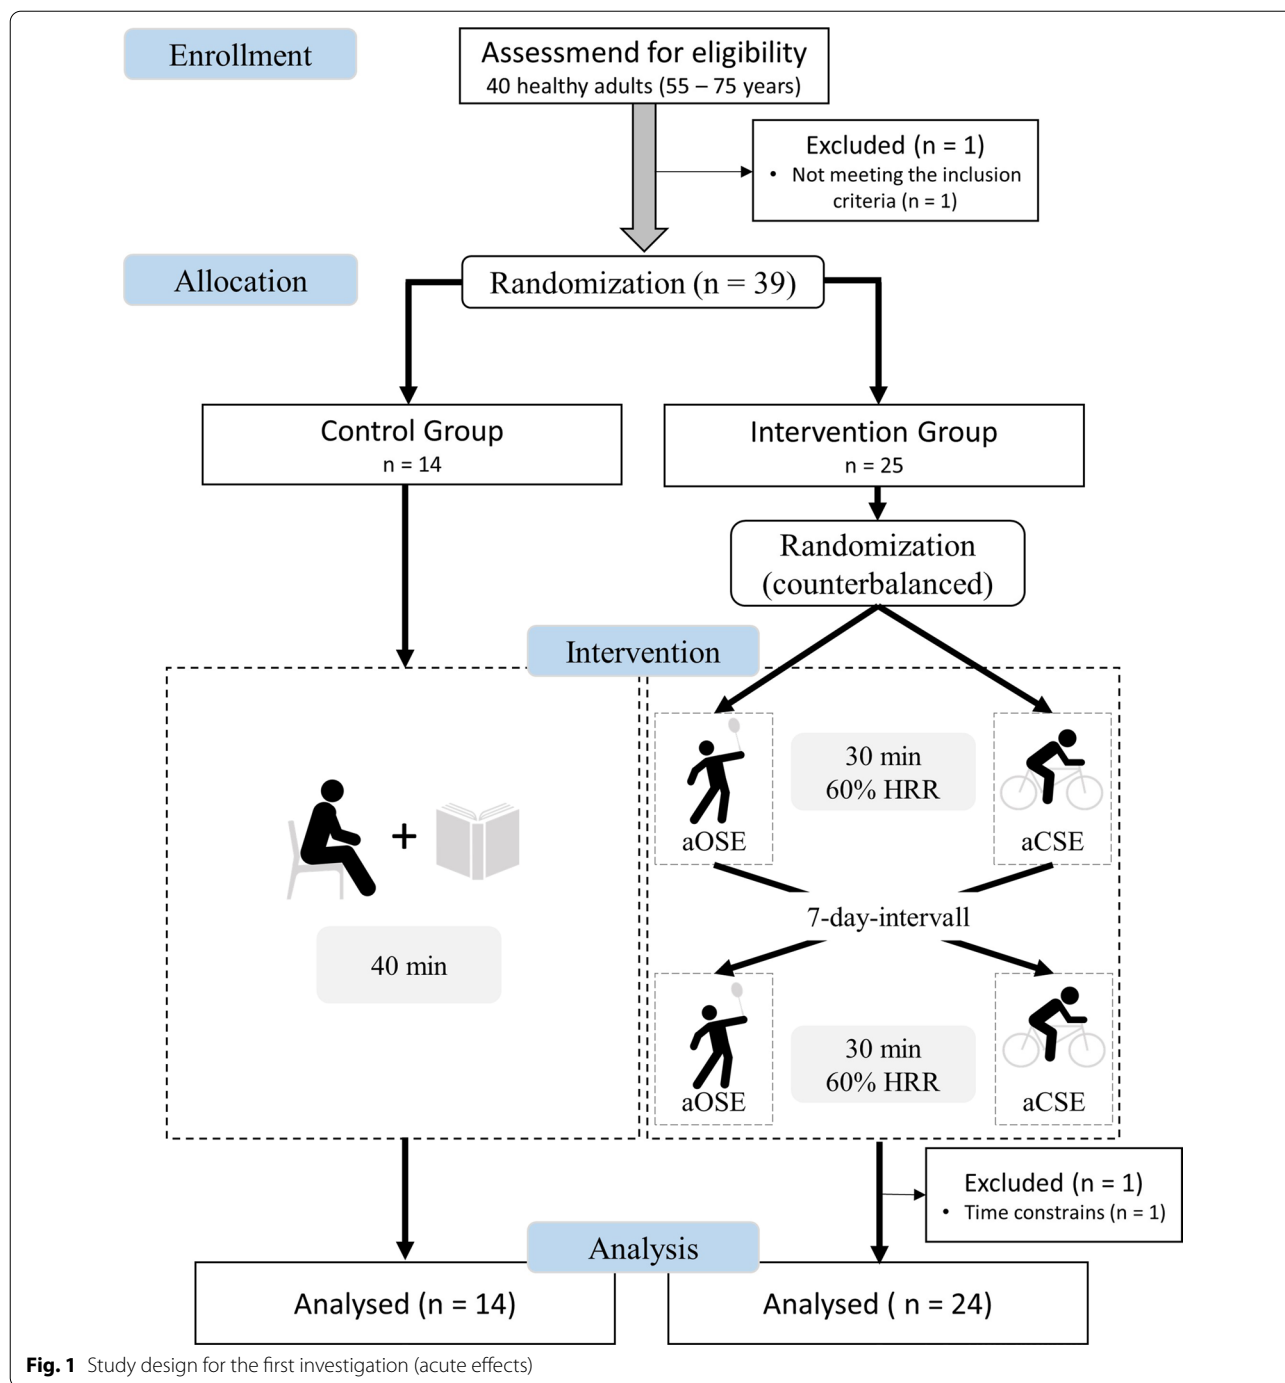 Enrollment
Assessmend for eligibility
40 healthy adults (55 – 75 years)
Excluded (n = 1)
• Not meeting the inclusion
criteria (n = 1)
Allocation
Randomization (n = 39)
Control Group
n = 14
Intervention Group
n = 25
Randomization
(counterbalanced)
Intervention
+
40 min
30 min
60% HRR
aOSE
aCSE
7-day-intervall
30 min
60% HRR
aOSE
aCSE
Excluded (n = 1)
• Time constrains (n = 1)
Analysis
Analysed (n = 14)
Analysed ( n = 24)
Fig. 1 Study design for the first investigation (acute effects)